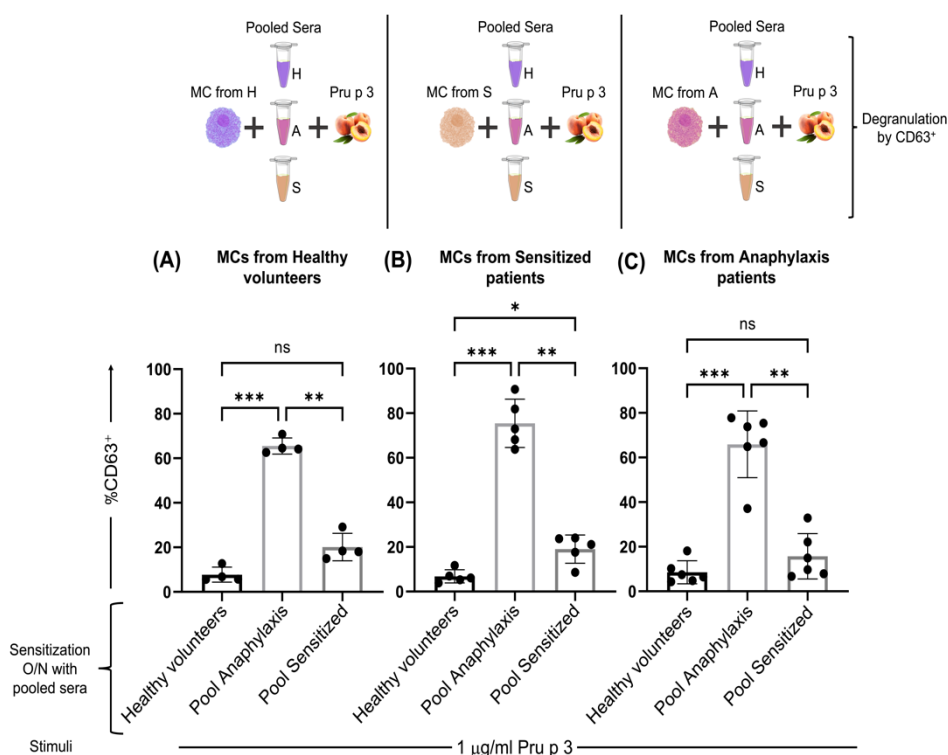 Pooled Sera
H
MC from H
Pru p 3
A
S
Pooled Sera
H
MC from S
Pru p 3
A
S
Pooled Sera
H
MC from A
Pru p 3
A
S
Degranulation
by CD63⁺
(A)
MCs from Healthy
volunteers
(B)
MCs from Sensitized
patients
(C)
MCs from Anaphylaxis
patients
%CD63⁺
ns
***
**
100
80
60
40
20
0
Healthy volunteers
Pool Anaphylaxis
Pool Sensitized
*
***
**
100
80
60
40
20
0
Healthy volunteers
Pool Anaphylaxis
Pool Sensitized
ns
***
**
100
80
60
40
20
0
Healthy volunteers
Pool Anaphylaxis
Pool Sensitized
Sensitization
O/N with
pooled sera
Stimuli
1 µg/ml Pru p 3